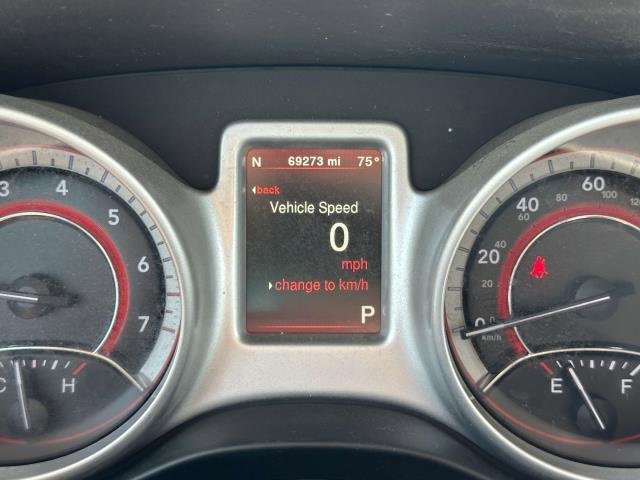 N 69273 mi 75°
back
Vehicle Speed
0
mph
change to km/h
P
3 4 5 6 7
C H
0 20 40 60
20 40 60 80 100
km/h
E F